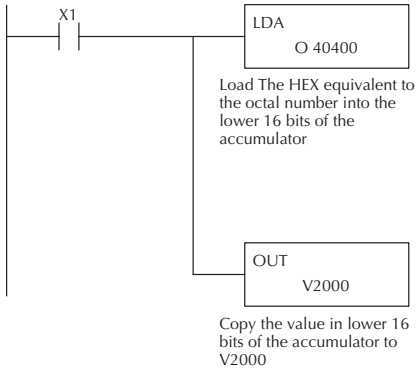 X1
LDA
O 40400
Load The HEX equivalent to
the octal number into the
lower 16 bits of the
accumulator
OUT
V2000
Copy the value in lower 16
bits of the accumulator to
V2000